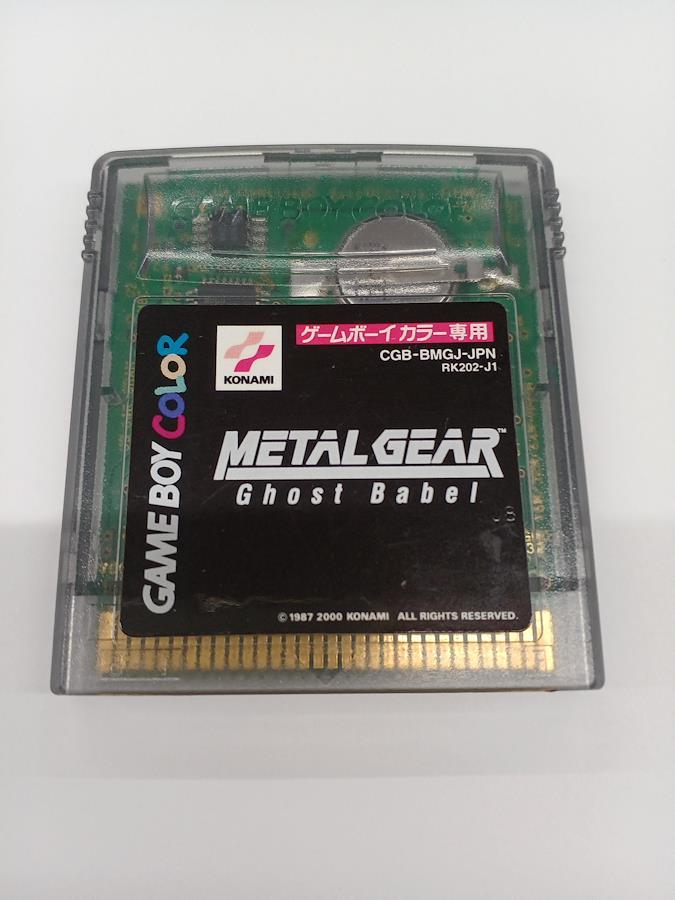 GAME BOY COLOR
GAME BOY COLOR
KONAMI
ゲームボーイカラー専用
CGB-BMGJ-JPN
RK202-J1
METAL GEAR™
Ghost Babel
© 1987 2000 KONAMI ALL RIGHTS RESERVED.